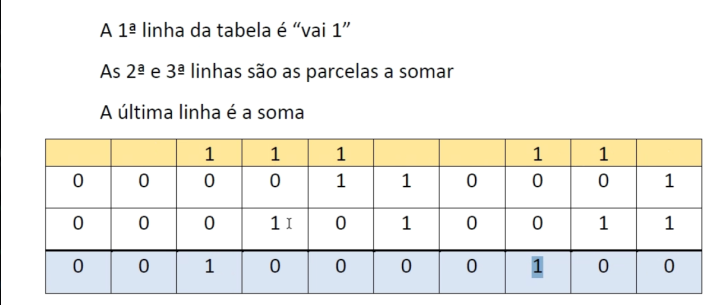 A 1ª linha da tabela é “vai 1”
As 2ª e 3ª linhas são as parcelas a somar
A última linha é a soma
1 1 1 1 1
0 0 0 0 1 1 0 0 0 1
0 0 0 1 0 1 0 0 1 1
0 0 1 0 0 0 0 1 0 0